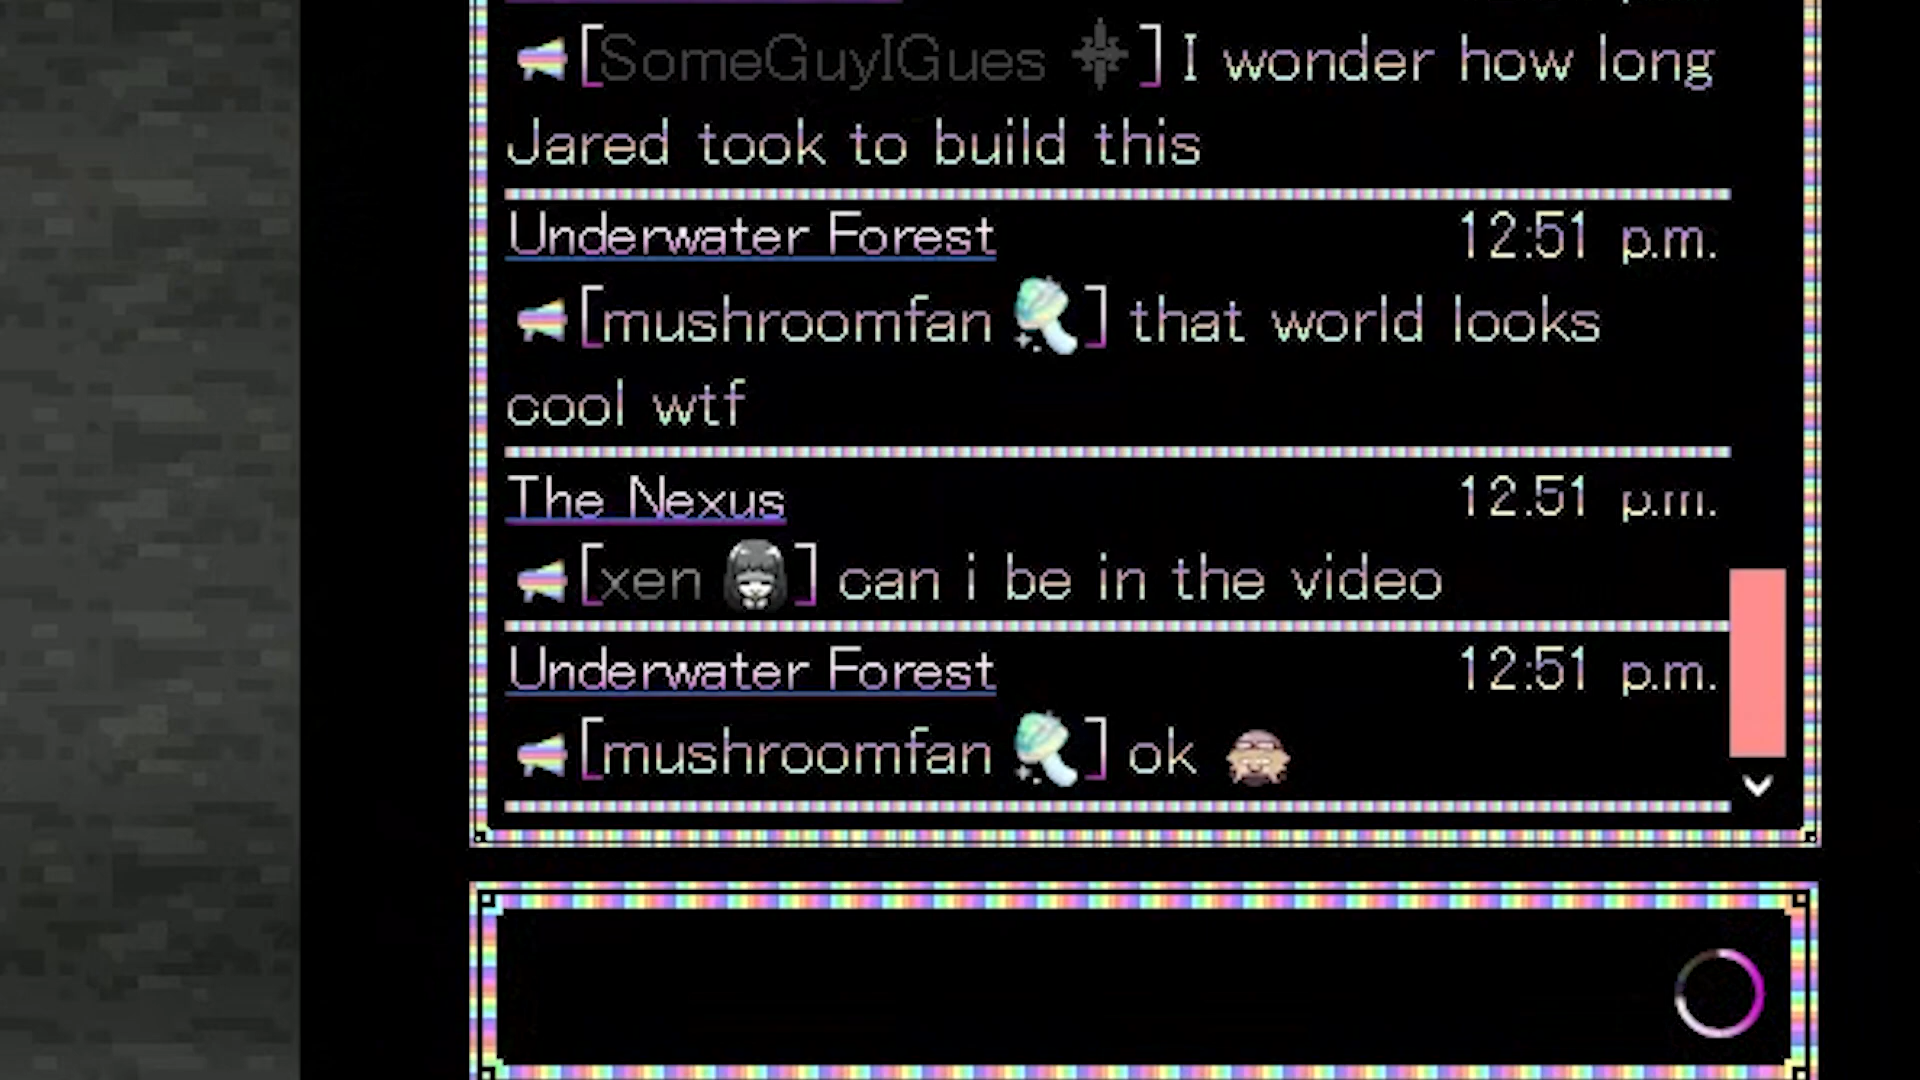 [SomeGuyIGues ] I wonder how long
Jared took to build this
Underwater Forest 12:51 p.m.
[mushroomfan ] that world looks
cool wtf
The Nexus 12:51 p.m.
[xen ] can i be in the video
Underwater Forest 12:51 p.m.
[mushroomfan ] ok